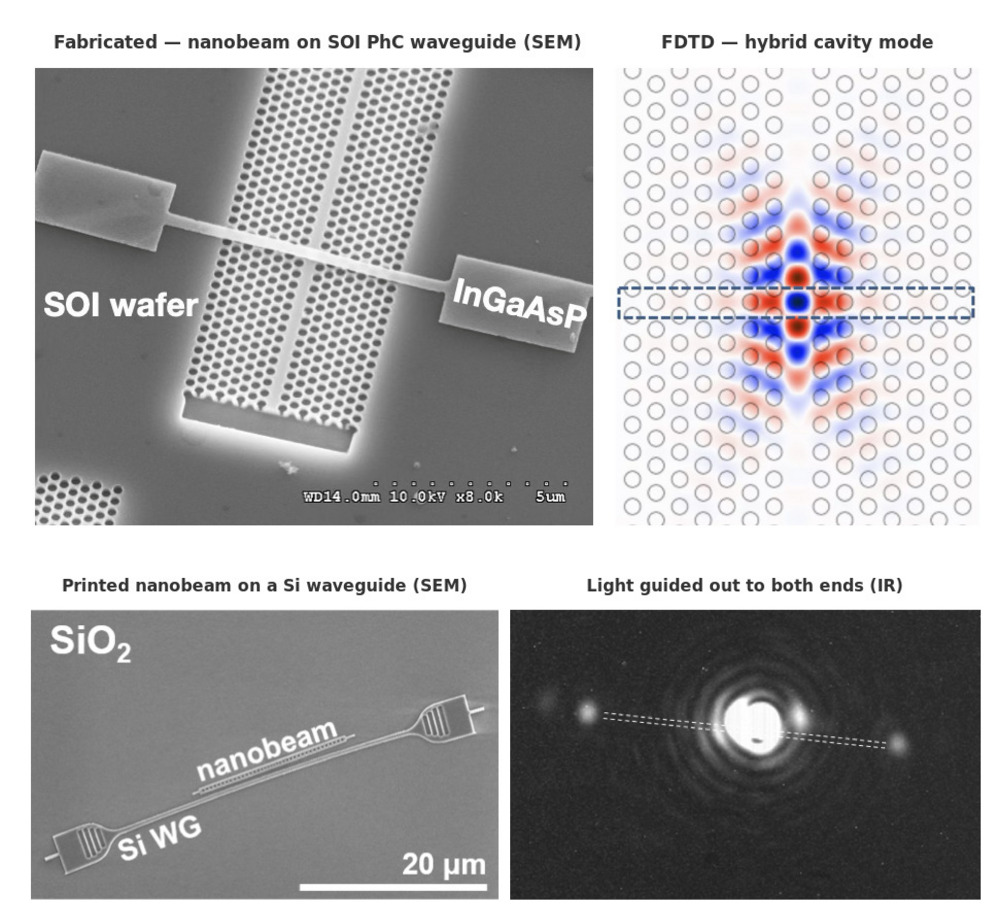 Fabricated — nanobeam on SOI PhC waveguide (SEM)
FDTD — hybrid cavity mode
SOI wafer
InGaAsP
WD14.0mm 10.0kV x8.0k 5um
Printed nanobeam on a Si waveguide (SEM)
Light guided out to both ends (IR)
SiO₂
nanobeam
Si WG
20 µm